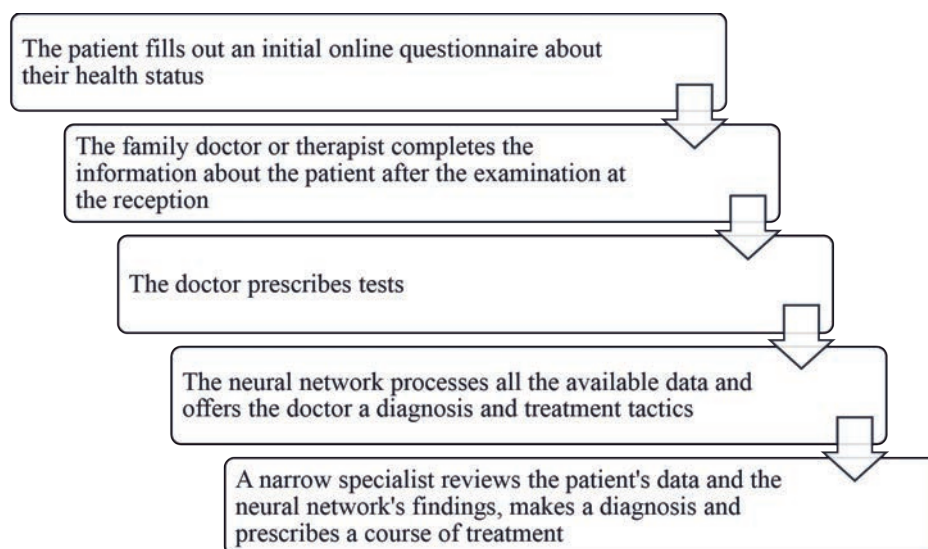 The patient fills out an initial online questionnaire about
their health status
The family doctor or therapist completes the
information about the patient after the examination at
the reception
The doctor prescribes tests
The neural network processes all the available data and
offers the doctor a diagnosis and treatment tactics
A narrow specialist reviews the patient's data and the
neural network's findings, makes a diagnosis and
prescribes a course of treatment